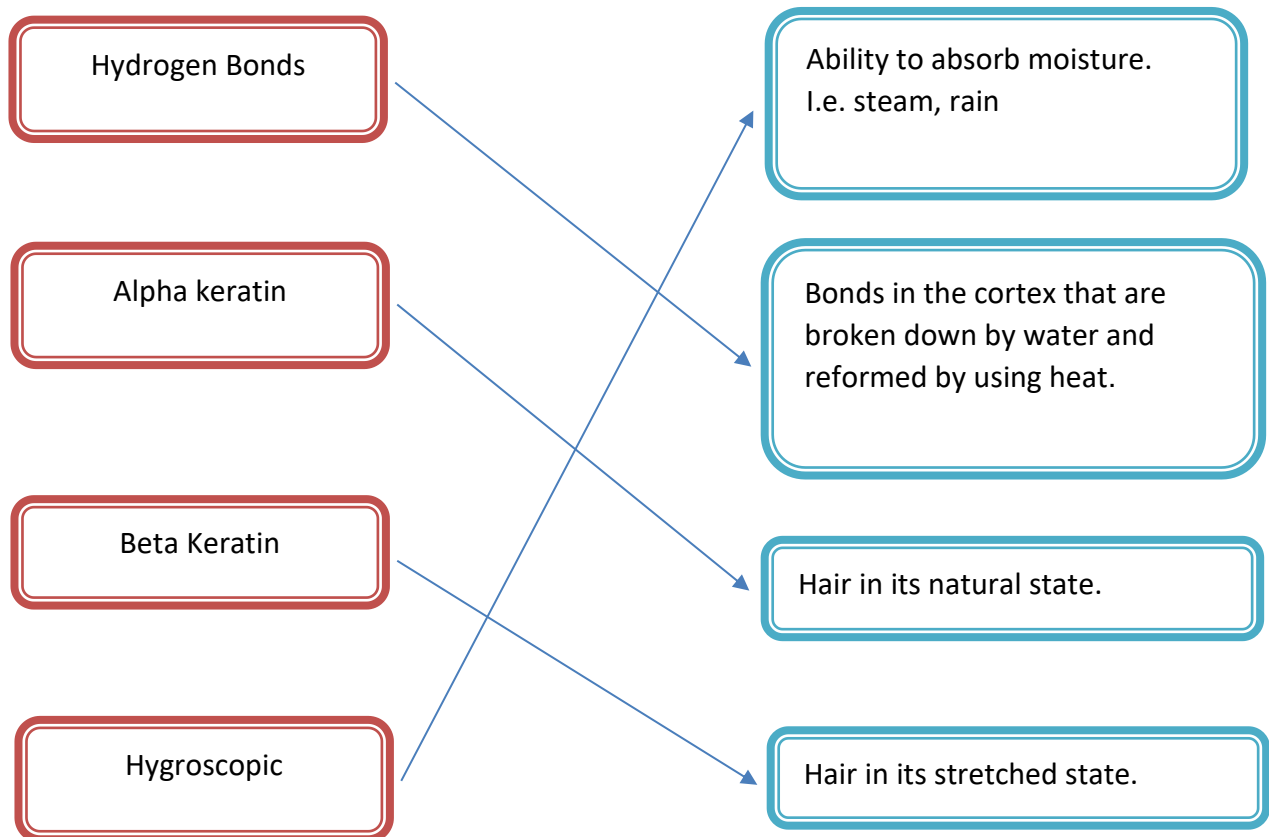 Hydrogen Bonds
Alpha keratin
Beta Keratin
Hygroscopic
Ability to absorb moisture.
I.e. steam, rain
Bonds in the cortex that are
broken down by water and
reformed by using heat.
Hair in its natural state.
Hair in its stretched state.